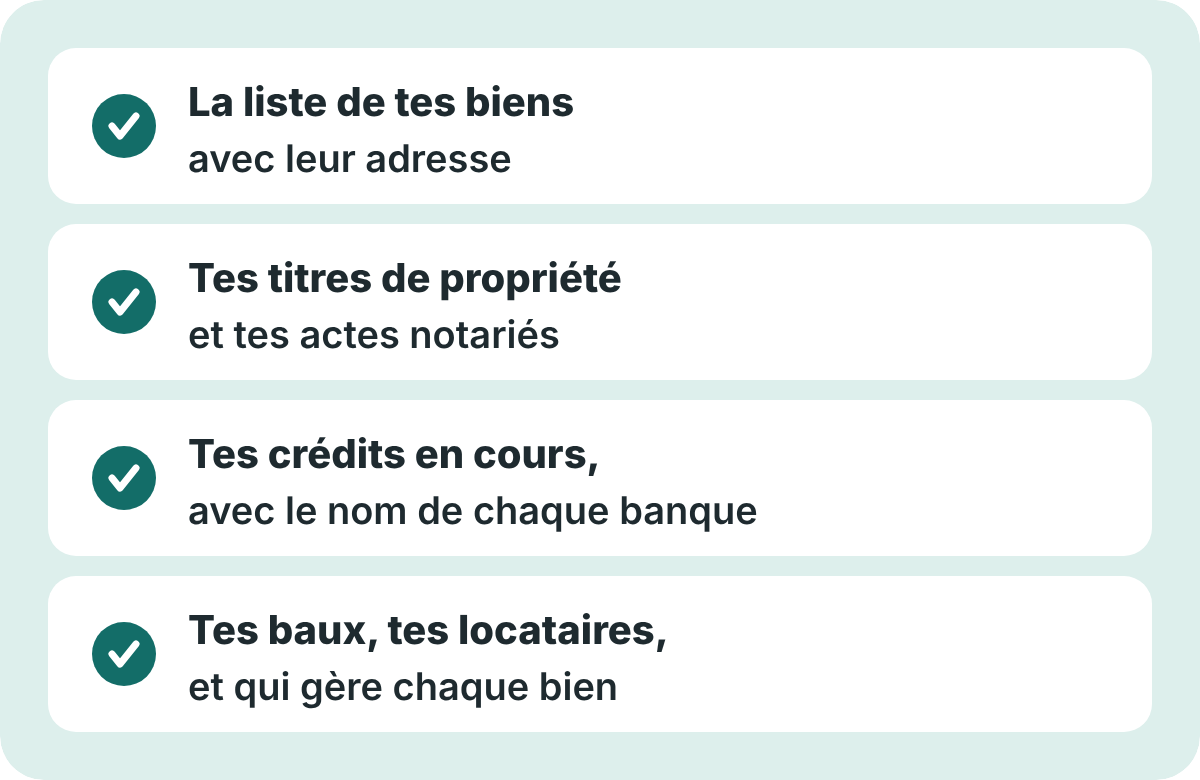 La liste de tes biens
avec leur adresse
Tes titres de propriété
et tes actes notariés
Tes crédits en cours,
avec le nom de chaque banque
Tes baux, tes locataires,
et qui gère chaque bien